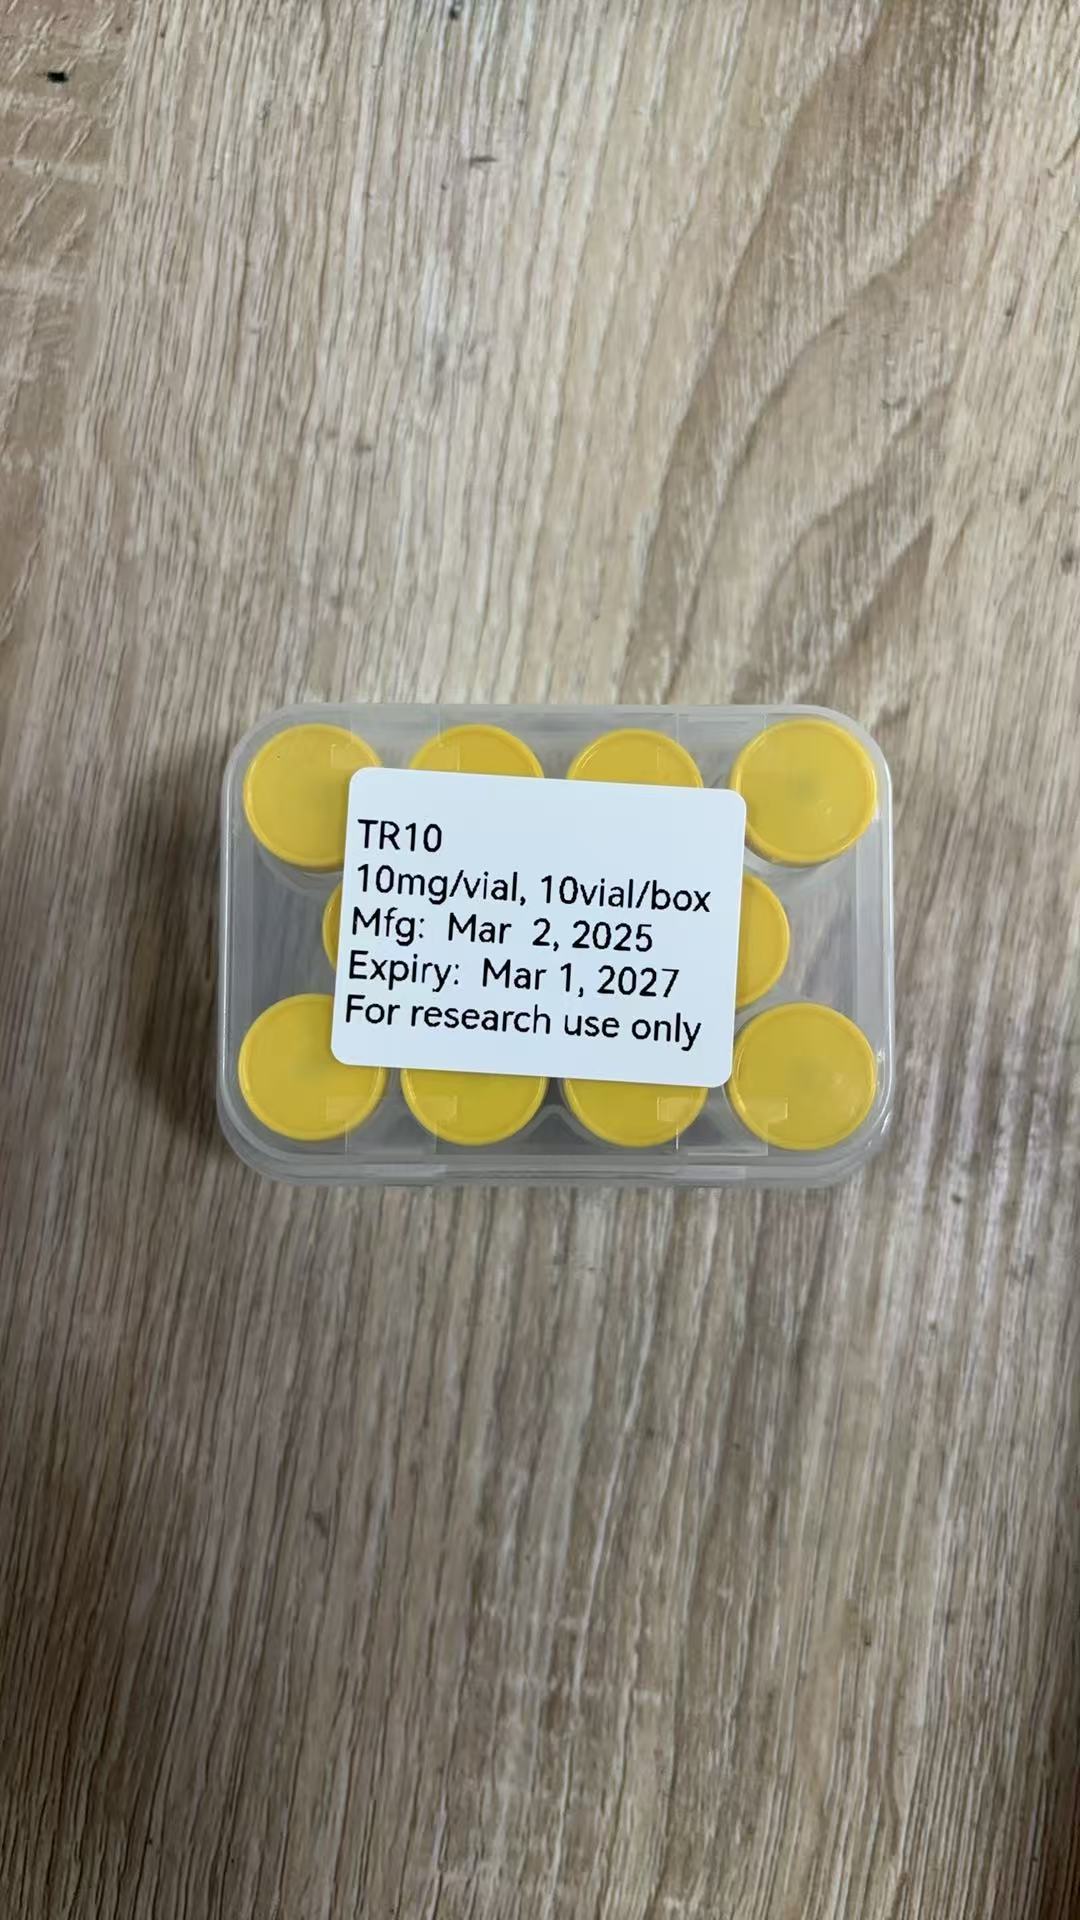 TR10
10mg/vial, 10vial/box
Mfg: Mar 2, 2025
Expiry: Mar 1, 2027
For research use only